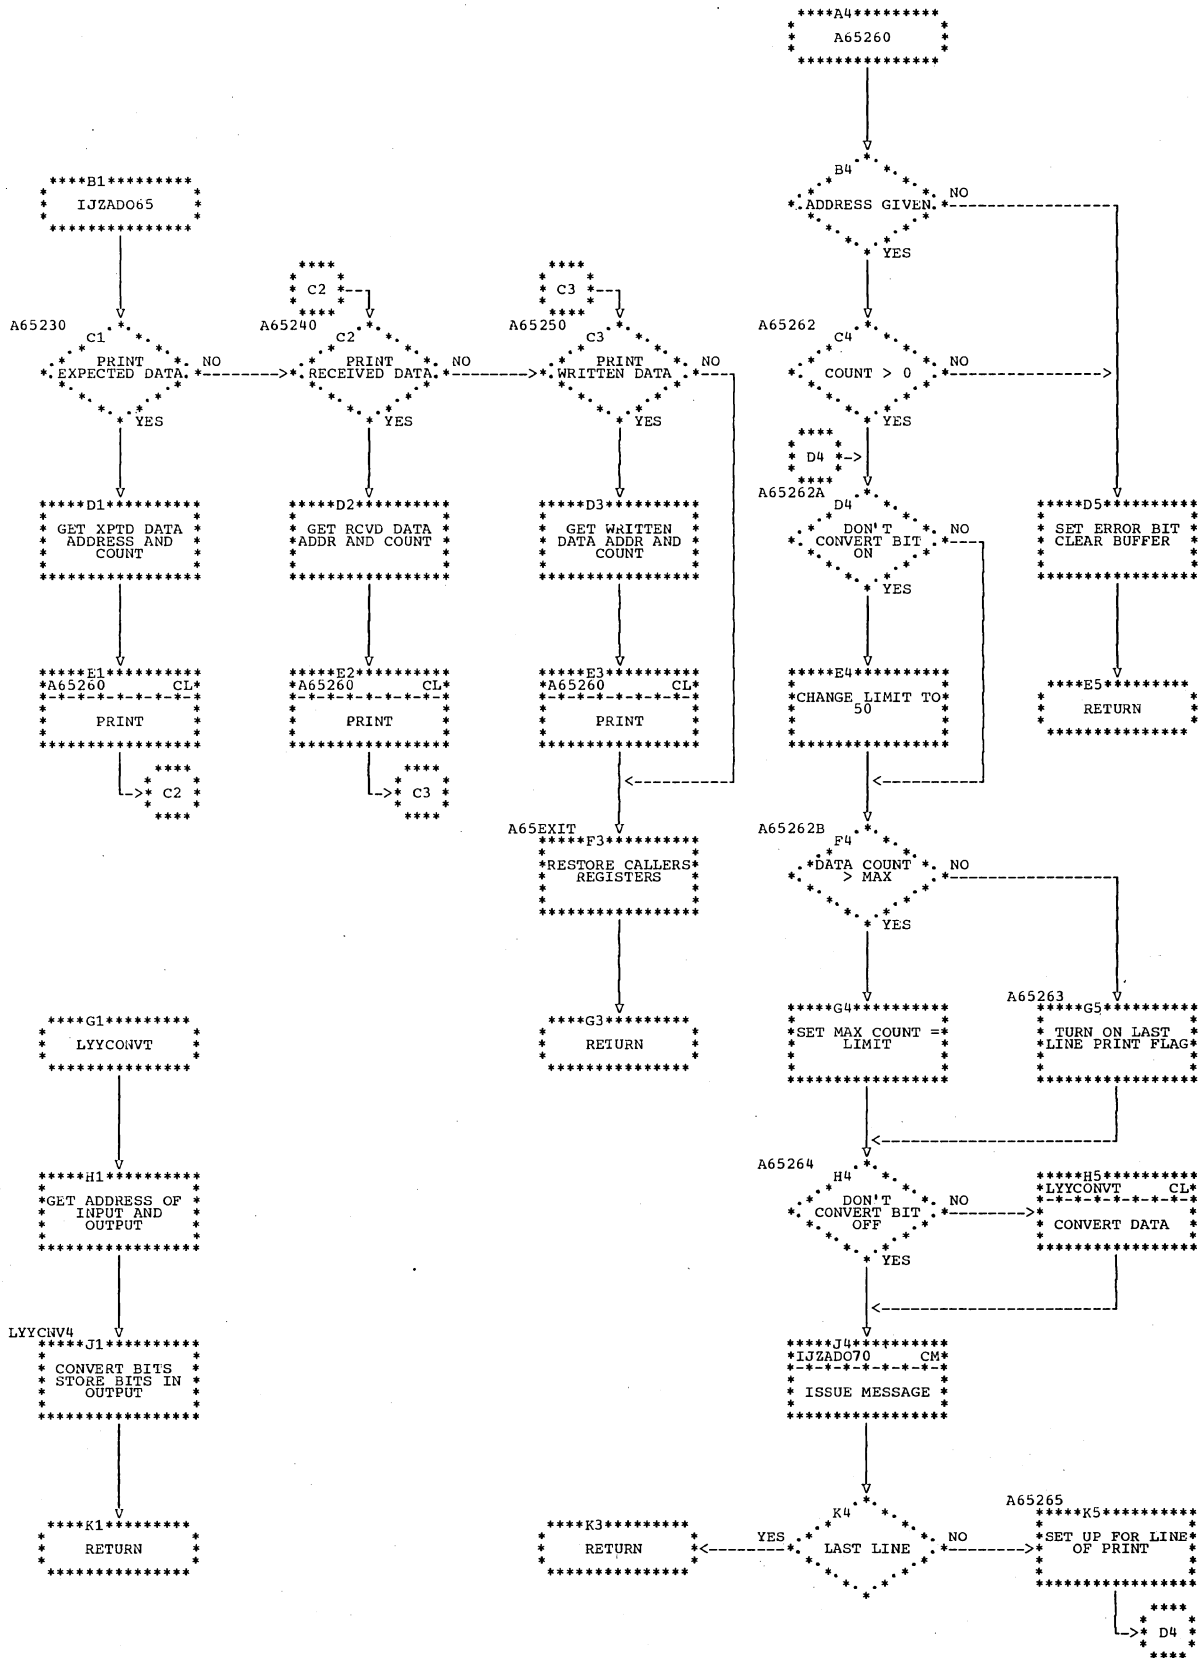 A4
A65260
B4
ADDRESS GIVEN
NO
YES
B1
IJZADO65
C2
C3
A65230
C1
PRINT
EXPECTED DATA
NO
YES
A65240
C2
PRINT
RECEIVED DATA
NO
YES
A65250
C3
PRINT
WRITTEN DATA
NO
YES
A65262
C4
COUNT > 0
NO
YES
D4
D1
GET XPTD DATA
ADDRESS AND
COUNT
D2
GET RCVD DATA
ADDR AND COUNT
D3
GET WRITTEN
DATA ADDR AND
COUNT
A65262A
D4
DON'T
CONVERT BIT
ON
NO
YES
D5
SET ERROR BIT
CLEAR BUFFER
E1
A65260 CL
PRINT
E2
A65260 CL
PRINT
E3
A65260 CL
PRINT
E4
CHANGE LIMIT TO
50
E5
RETURN
C2
C3
A65EXIT
F3
RESTORE CALLERS
REGISTERS
A65262B
F4
DATA COUNT
> MAX
NO
YES
G1
LYYCONVT
G3
RETURN
G4
SET MAX COUNT =
LIMIT
A65263
G5
TURN ON LAST
LINE PRINT FLAG
H1
GET ADDRESS OF
INPUT AND
OUTPUT
A65264
H4
DON'T
CONVERT BIT
OFF
NO
YES
H5
LYYCONVT CL
CONVERT DATA
LYYCNV4
J1
CONVERT BITS
STORE BITS IN
OUTPUT
J4
IJZADO70 CM
ISSUE MESSAGE
K1
RETURN
K3
RETURN
YES
K4
LAST LINE
NO
A65265
K5
SET UP FOR LINE
OF PRINT
D4